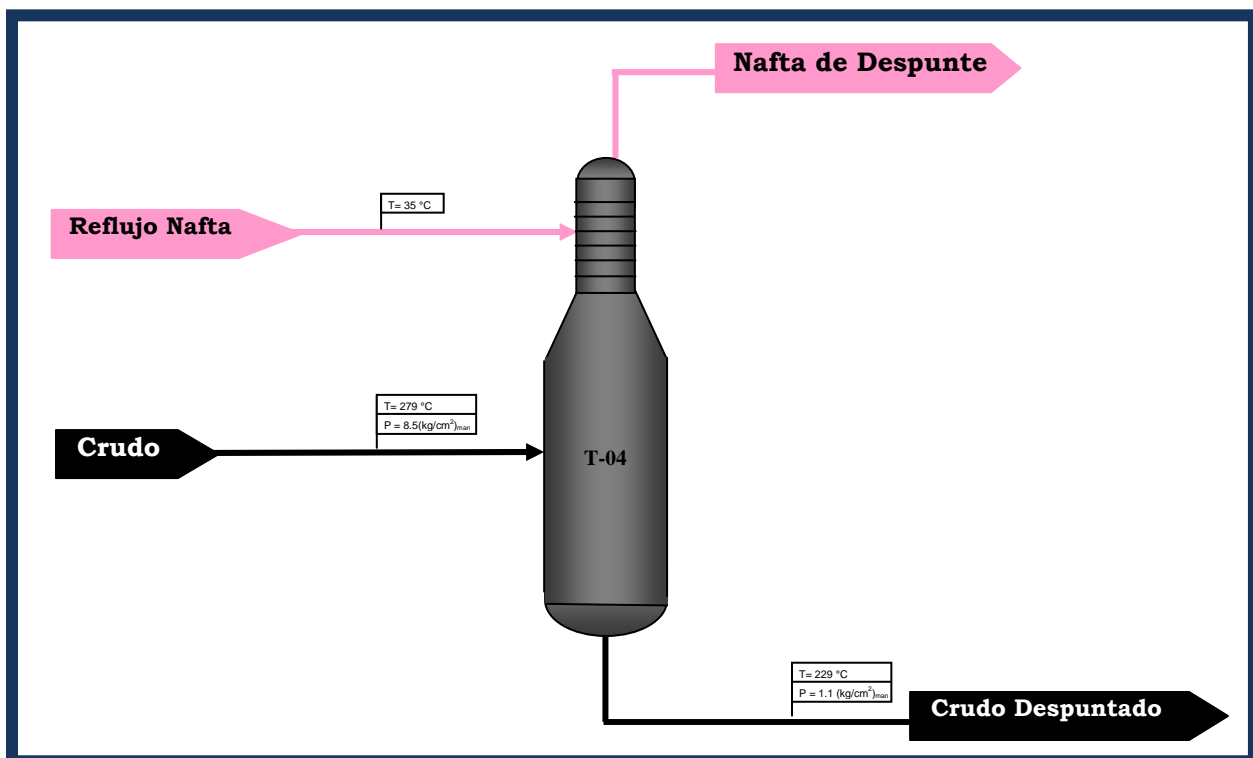 Nafta de Despunte
T= 35 °C
Reflujo Nafta
T= 279 °C
P = 8.5(kg/cm²)man
Crudo
T-04
T= 229 °C
P = 1.1 (kg/cm²)man
Crudo Despuntado